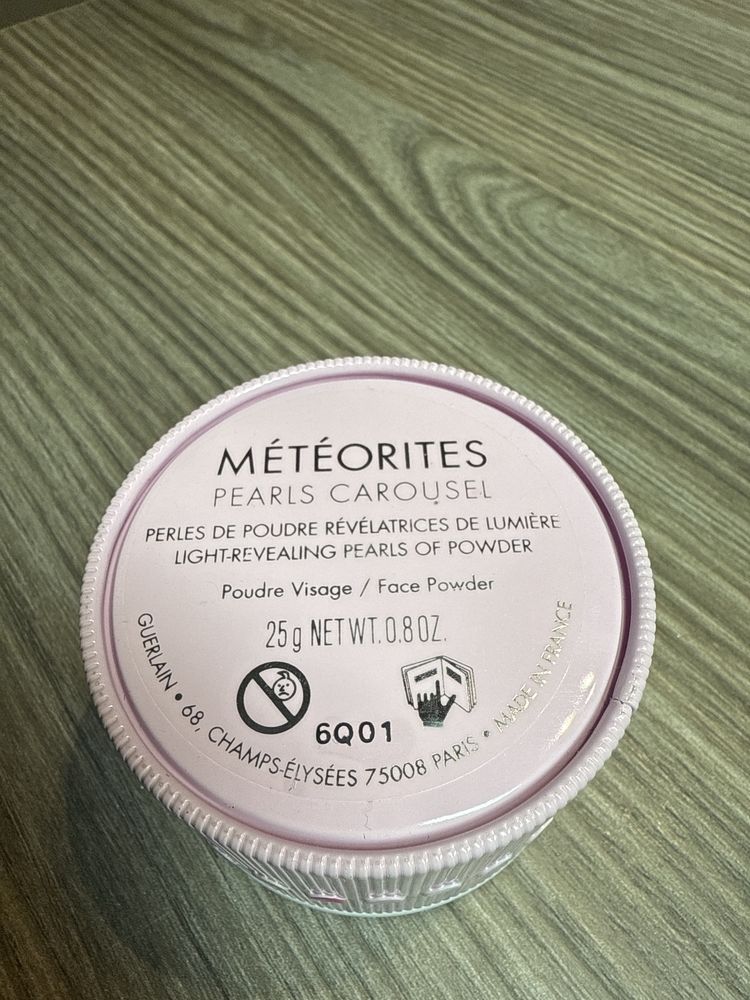 MÉTÉORITES
PEARLS CAROUSEL
PERLES DE POUDRE RÉVÉLATRICES DE LUMIÈRE
LIGHT-REVEALING PEARLS OF POWDER
Poudre Visage / Face Powder
25g NET WT. 0.8 OZ.
6Q01
GUERLAIN • 68, CHAMPS-ÉLYSÉES 75008 PARIS • MADE IN FRANCE